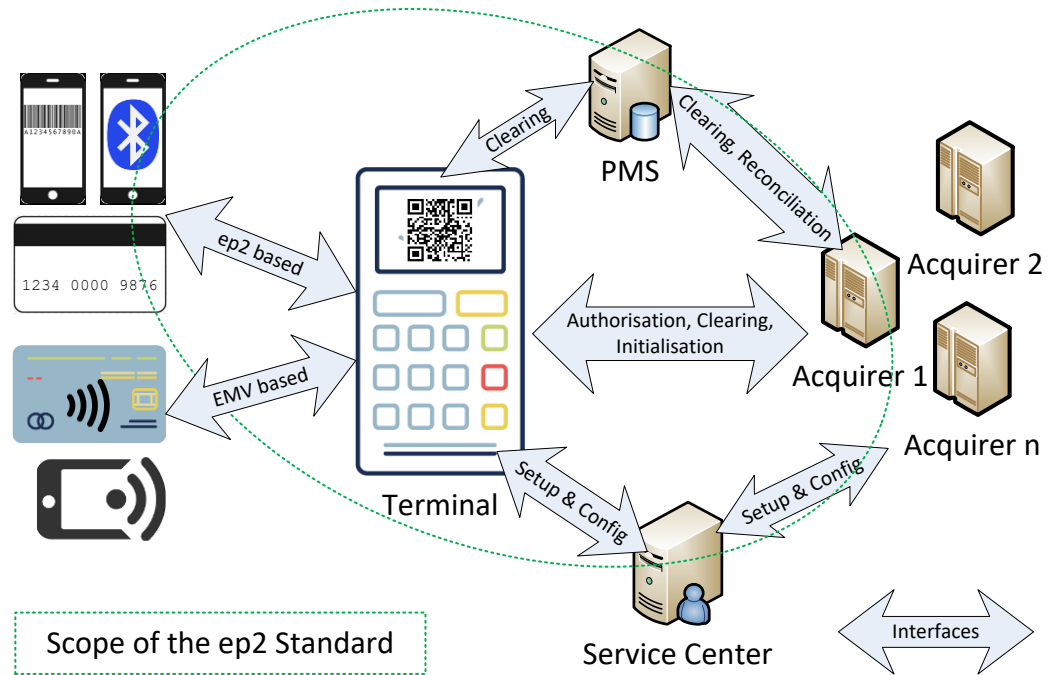 A1234567890A
Clearing
PMS
Clearing, Reconciliation
ep2 based
1234 0000 9876
Acquirer 2
Authorisation, Clearing,
Initialisation
EMV based
Acquirer 1
Acquirer n
Terminal
Setup & Config
Setup & Config
Scope of the ep2 Standard
Service Center
Interfaces